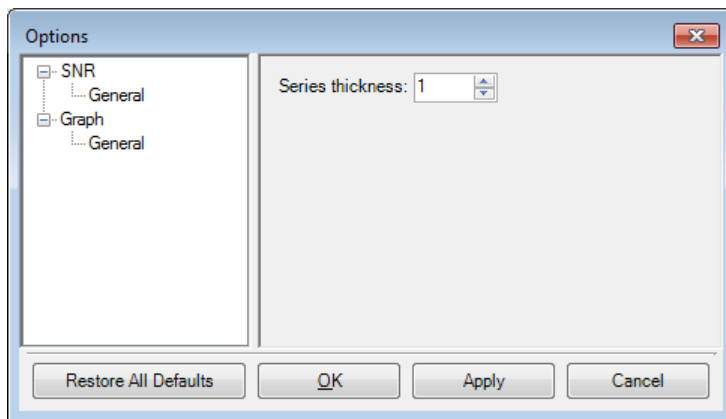 Options
SNR
General
Graph
General
Series thickness: 1
Restore All Defaults
OK
Apply
Cancel